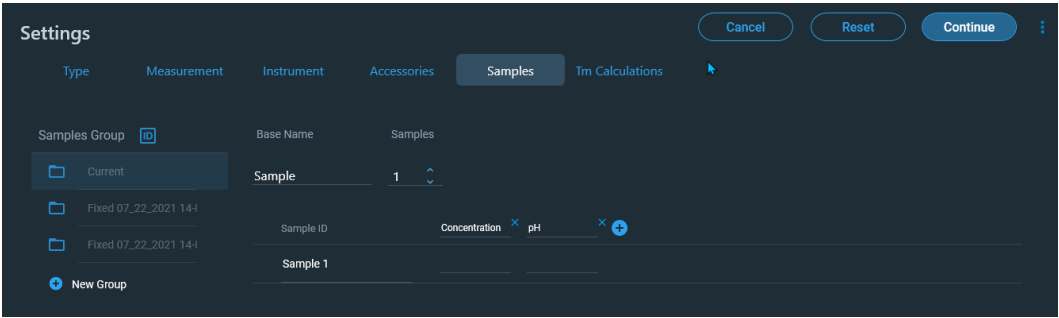 Settings
Cancel
Reset
Continue
Type
Measurement
Instrument
Accessories
Samples
Tm Calculations
Samples Group ID
Current
Fixed 07_22_2021 14-
Fixed 07_22_2021 14-
New Group
Base Name
Samples
Sample
1
Sample ID
Concentration
pH
Sample 1